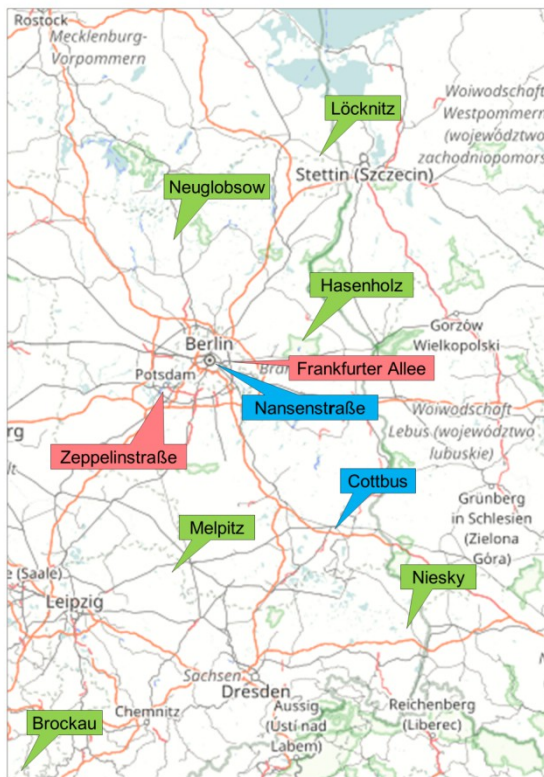 Rostock
Mecklenburg-
Vorpommern
Löcknitz
Woiwodschaft
Westpommern
(województwo
zachodniopomors
Stettin (Szczecin)
Neuglobsow
Hasenholz
Gorzów
Wielkopolski
Berlin
Frankfurter Allee
Potsdam
Nansenstraße
Woiwodschaft
Lebus (województwo
lubuskie)
rg
Zeppelinstraße
Cottbus
Grünberg
in Schlesien
(Zielona
Góra)
Melpitz
e (Saale)
Niesky
Leipzig
Sachsen
Dresden
Aussig
(Ústí nad
Labem)
Reichenberg
(Liberec)
Chemnitz
Brockau